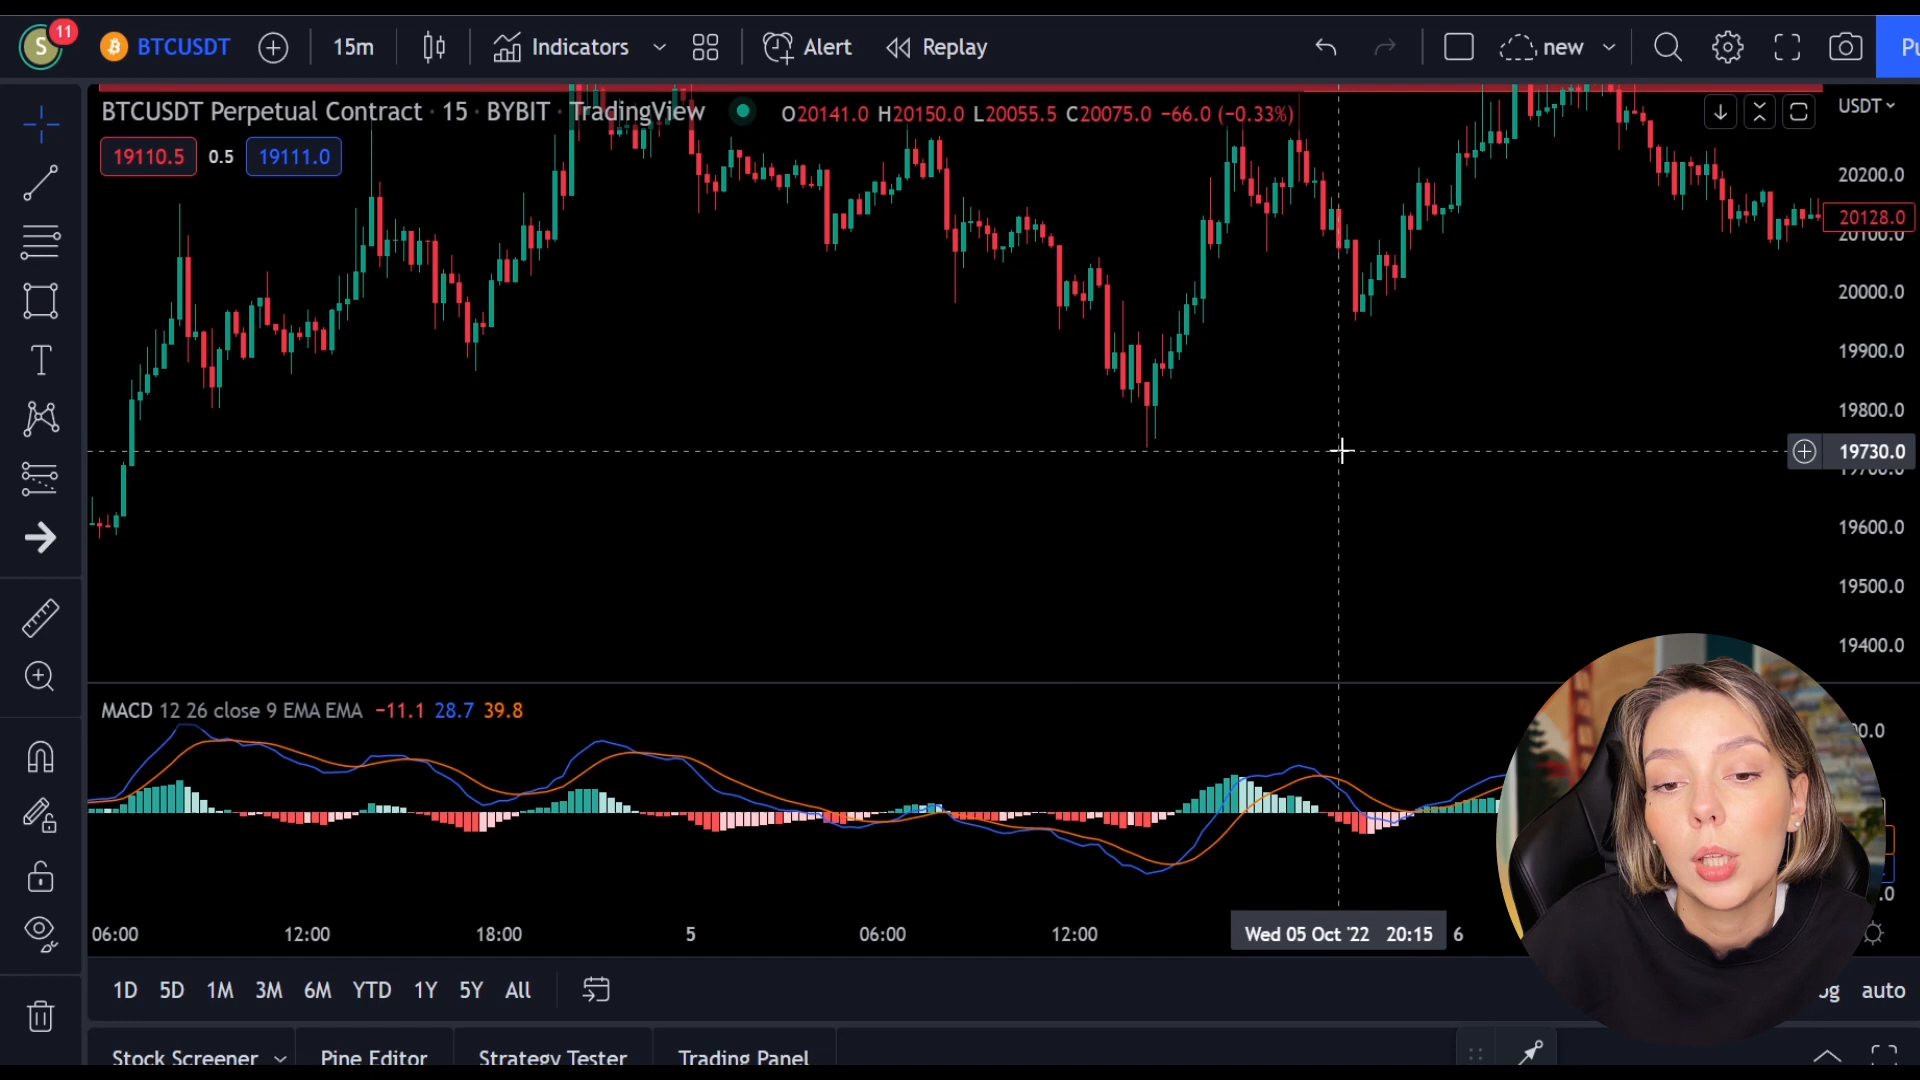 S 11 BTCUSDT 15m Indicators Alert Replay new Pu
BTCUSDT Perpetual Contract · 15 · BYBIT · TradingView O20141.0 H20150.0 L20055.5 C20075.0 −66.0 (−0.33%) USDT
19110.5 0.5 19111.0
20200.0
20128.0
20100.0
20000.0
19900.0
19800.0
19730.0
19700.0
19600.0
19500.0
19400.0
MACD 12 26 close 9 EMA EMA −11.1 28.7 39.8
06:00 12:00 18:00 5 06:00 12:00 Wed 05 Oct '22 20:15 6
1D 5D 1M 3M 6M YTD 1Y 5Y All auto
Stock Screener Pine Editor Strategy Tester Trading Panel